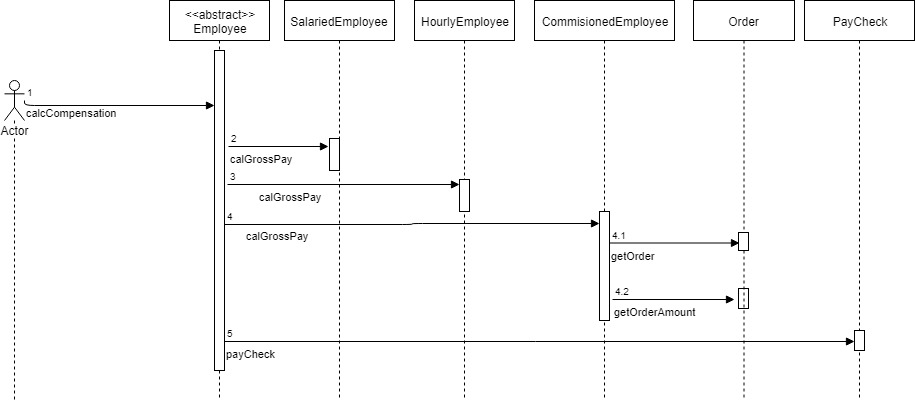 <<abstract>>
Employee
SalariedEmployee
HourlyEmployee
CommisionedEmployee
Order
PayCheck
1
calcCompensation
Actor
2
calGrossPay
3
calGrossPay
4
calGrossPay
4.1
getOrder
4.2
getOrderAmount
5
payCheck